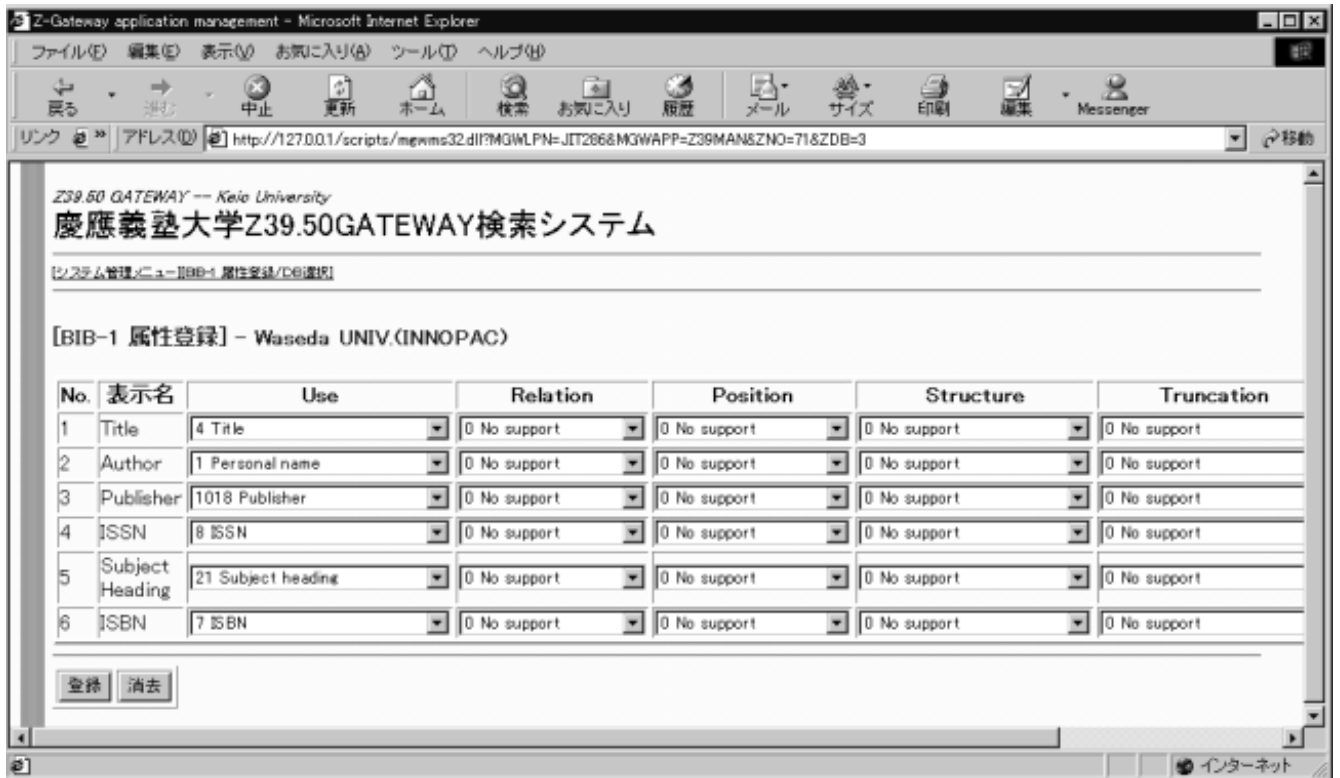 Z-Gateway application management - Microsoft Internet Explorer
ファイル(F) 編集(E) 表示(V) お気に入り(A) ツール(T) ヘルプ(H)
戻る 進む 中止 更新 ホーム 検索 お気に入り 履歴 メール サイズ 印刷 編集 Messenger
リンク アドレス(D) http://127.0.0.1/scripts/mgwms32.dll?MGWLPN=JIT286&MGWAPP=Z39MAN&ZNO=71&ZDB=3 移動
Z39.50 GATEWAY -- Keio University
慶應義塾大学Z39.50GATEWAY検索システム
[システム管理メニュー][BIB-1 属性登録/DB選択]
[BIB-1 属性登録] - Waseda UNIV.(INNOPAC)
No. 表示名 Use Relation Position Structure Truncation
1 Title 4 Title 0 No support 0 No support 0 No support 0 No support
2 Author 1 Personal name 0 No support 0 No support 0 No support 0 No support
3 Publisher 1018 Publisher 0 No support 0 No support 0 No support 0 No support
4 ISSN 8 ISSN 0 No support 0 No support 0 No support 0 No support
5 Subject Heading 21 Subject heading 0 No support 0 No support 0 No support 0 No support
6 ISBN 7 ISBN 0 No support 0 No support 0 No support 0 No support
登録 消去
インターネット